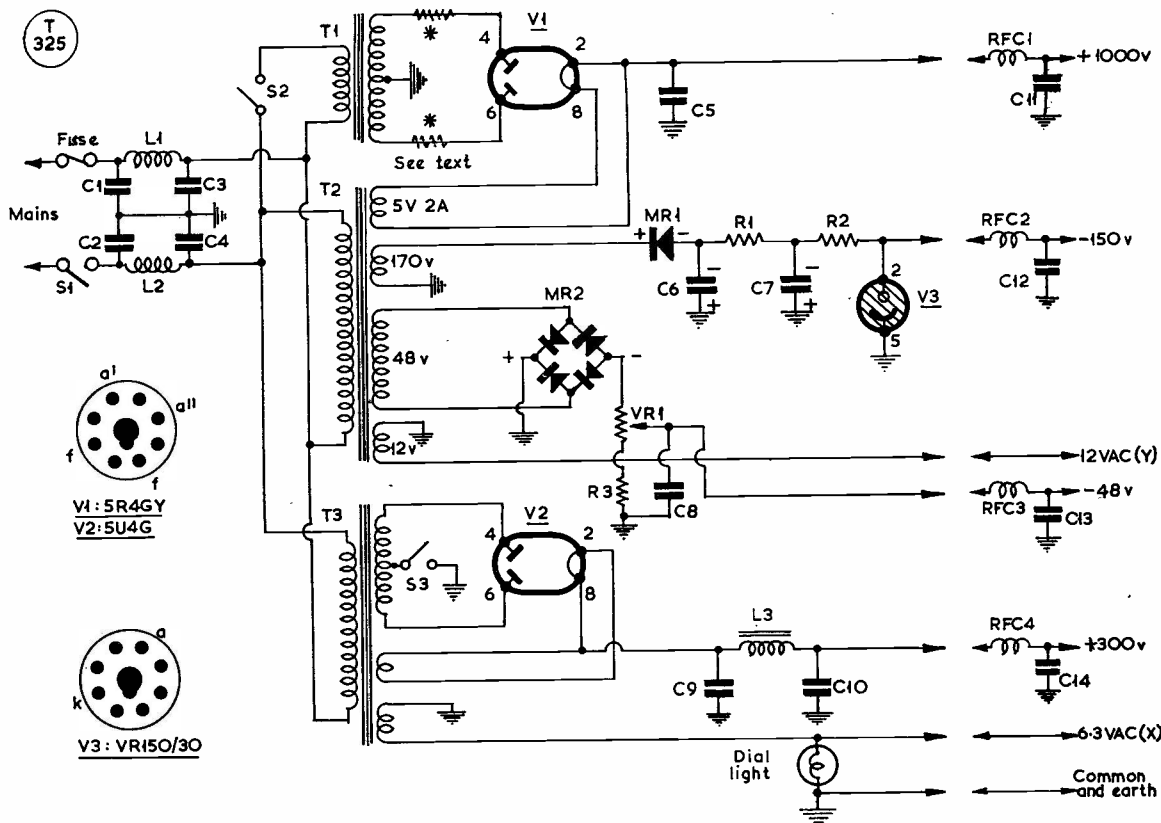 T
325
T1
*
*
4
6
V1
2
8
See text
S2
C5
RFC1
+1000v
C11
Fuse
L1
C1
C3
Mains
C2
C4
S1
L2
T2
5V 2A
170v
MR1
+
-
R1
R2
C6
-
+
C7
-
+
2
5
V3
RFC2
-150v
C12
MR2
48v
+
-
VR1
R3
C8
12v
12VAC(Y)
RFC3
-48v
C13
a'
a"
f
f
V1:5R4GY
V2:5U4G
T3
S3
4
6
V2
2
8
L3
C9
C10
RFC4
+300v
C14
a
k
V3: VR150/30
6·3VAC(X)
Dial
light
Common
and earth